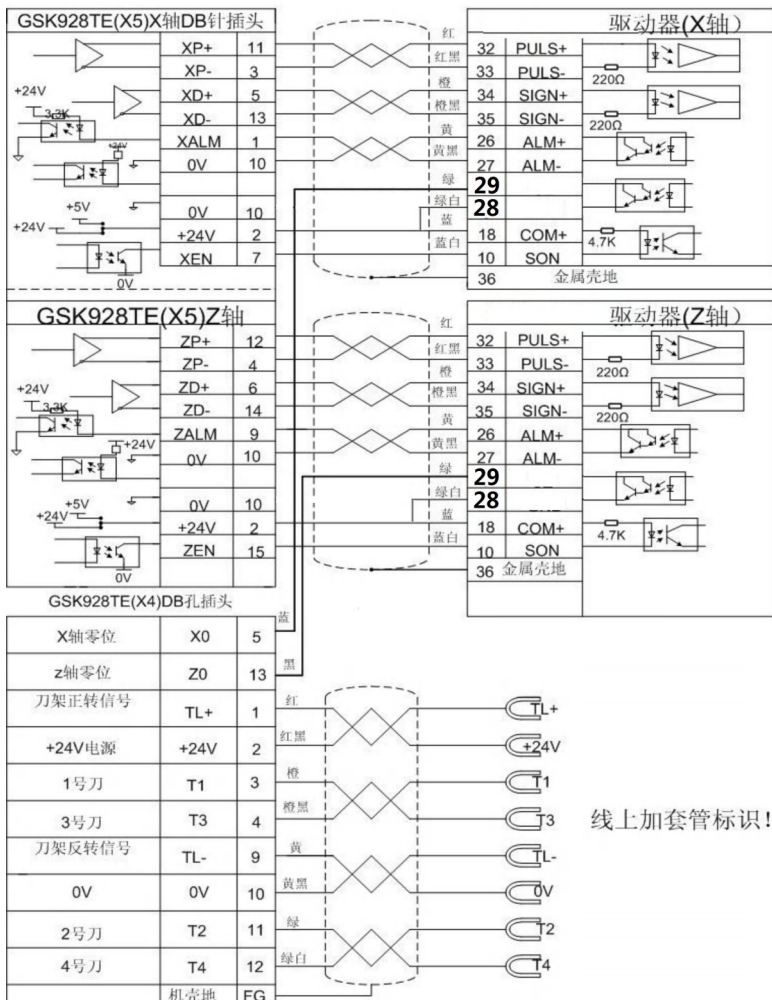 GSK928TE(X5)X轴DB针插头
驱动器(X轴)
XP+ 11 红 32 PULS+
XP- 3 红黑 33 PULS-
220Ω
+24V
XD+ 5 橙 34 SIGN+
3.3K
XD- 13 橙黑 35 SIGN-
220Ω
XALM 1 黄 26 ALM+
+24V
0V 10 黄黑 27 ALM-
绿 29
+5V
0V 10 绿白 28
+24V
+24V 2 蓝 18 COM+ 4.7K
XEN 7 蓝白 10 SON
0V
36 金属壳地
GSK928TE(X5)Z轴
驱动器(Z轴)
ZP+ 12 红 32 PULS+
ZP- 4 红黑 33 PULS-
220Ω
+24V
ZD+ 6 橙 34 SIGN+
3.3K
ZD- 14 橙黑 35 SIGN-
220Ω
ZALM 9 黄 26 ALM+
+24V
0V 10 黄黑 27 ALM-
绿 29
+5V
0V 10 绿白 28
+24V
+24V 2 蓝 18 COM+ 4.7K
ZEN 15 蓝白 10 SON
0V
36 金属壳地
GSK928TE(X4)DB孔插头
X轴零位 X0 5 蓝
z轴零位 Z0 13 黑
刀架正转信号 TL+ 1 红 TL+
+24V电源 +24V 2 红黑 +24V
1号刀 T1 3 橙 T1
3号刀 T3 4 橙黑 T3
线上加套管标识!
刀架反转信号 TL- 9 黄 TL-
0V 0V 10 黄黑 0V
2号刀 T2 11 绿 T2
4号刀 T4 12 绿白 T4
机壳地 FG